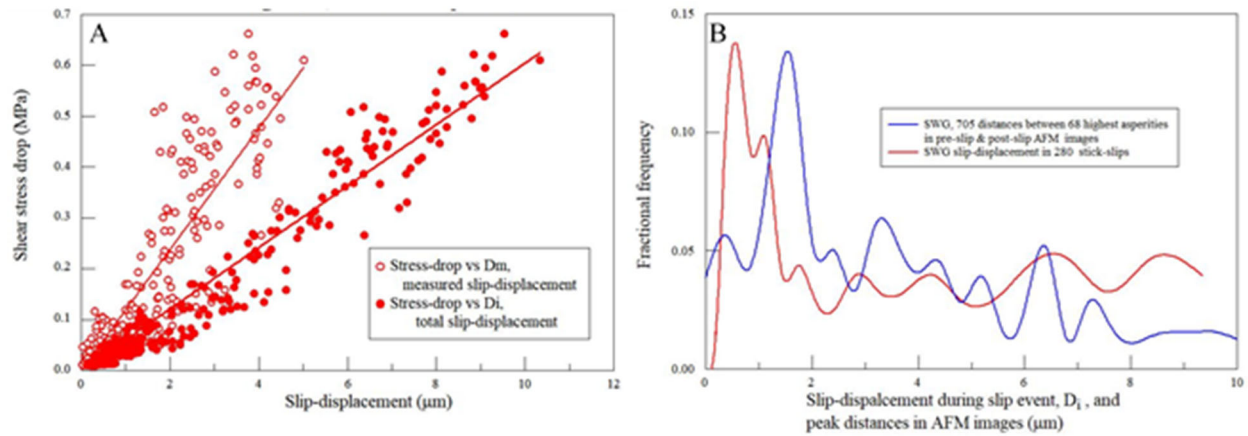 A
Shear stress drop (MPa)
0.7
0.6
0.5
0.4
0.3
0.2
0.1
0.0
0
2
4
6
8
10
12
Slip-displacement (μm)
Stress-drop vs Dm,
measured slip-displacement
Stress-drop vs Di,
total slip-displacement
B
Fractional frequency
0.15
0.10
0.05
0.00
0
2
4
6
8
10
SWG, 705 distances between 68 highest asperities
in pre-slip & post-slip AFM images
SWG slip-displacement in 280 stick-slips
Slip-dispalcement during slip event, Di , and
peak distances in AFM images (μm)